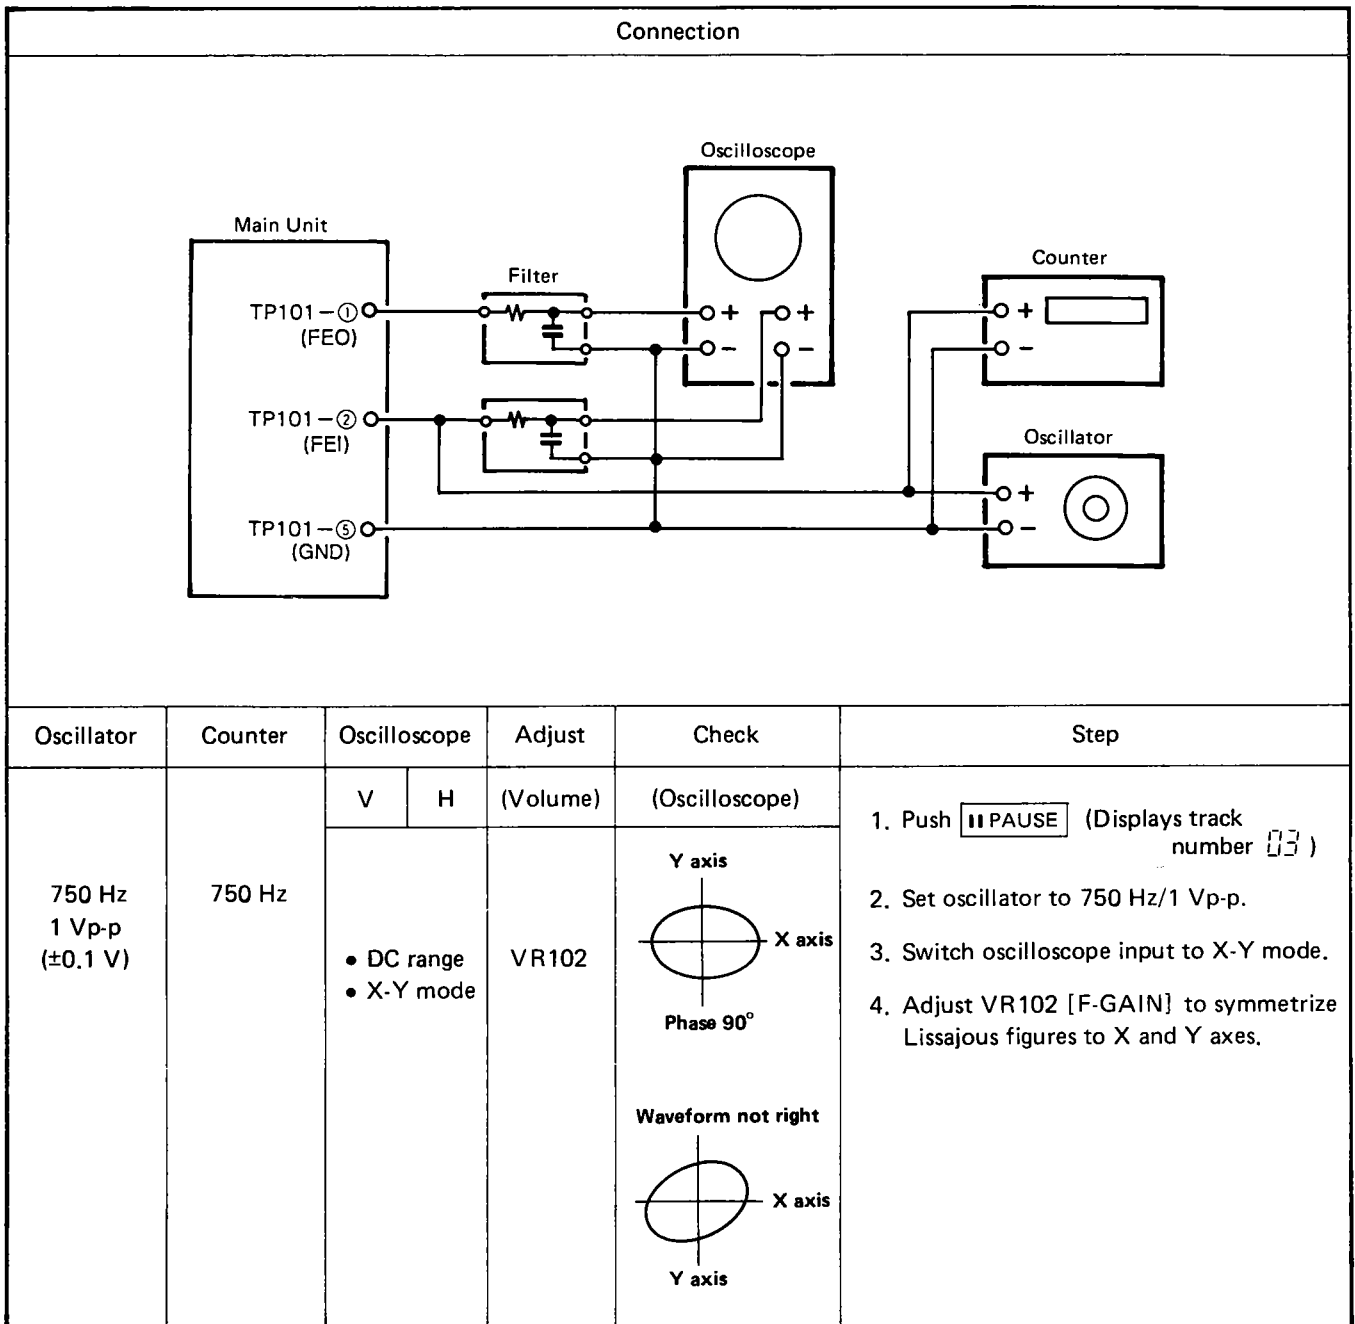 Connection
Oscilloscope
Main Unit
Filter
Counter
TP101–①
(FEO)
+ +
− −
+
−
TP101–②
(FEI)
Oscillator
+
−
TP101–⑤
(GND)
Oscillator Counter Oscilloscope Adjust Check Step
V H (Volume) (Oscilloscope)
750 Hz
1 Vp-p
(±0.1 V)
750 Hz
• DC range
• X-Y mode
VR102
Y axis
X axis
Phase 90°
Waveform not right
X axis
Y axis
1. Push ⏸ PAUSE (Displays track
number 03 )
2. Set oscillator to 750 Hz/1 Vp-p.
3. Switch oscilloscope input to X-Y mode.
4. Adjust VR102 [F-GAIN] to symmetrize
Lissajous figures to X and Y axes.